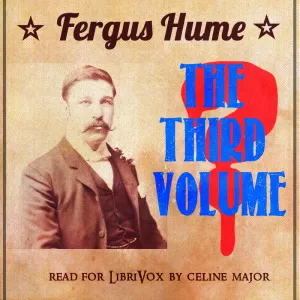 ☆ Fergus Hume ☆
THE
THIRD
VOLUME
?
READ FOR LIBRIVOX BY CELINE MAJOR